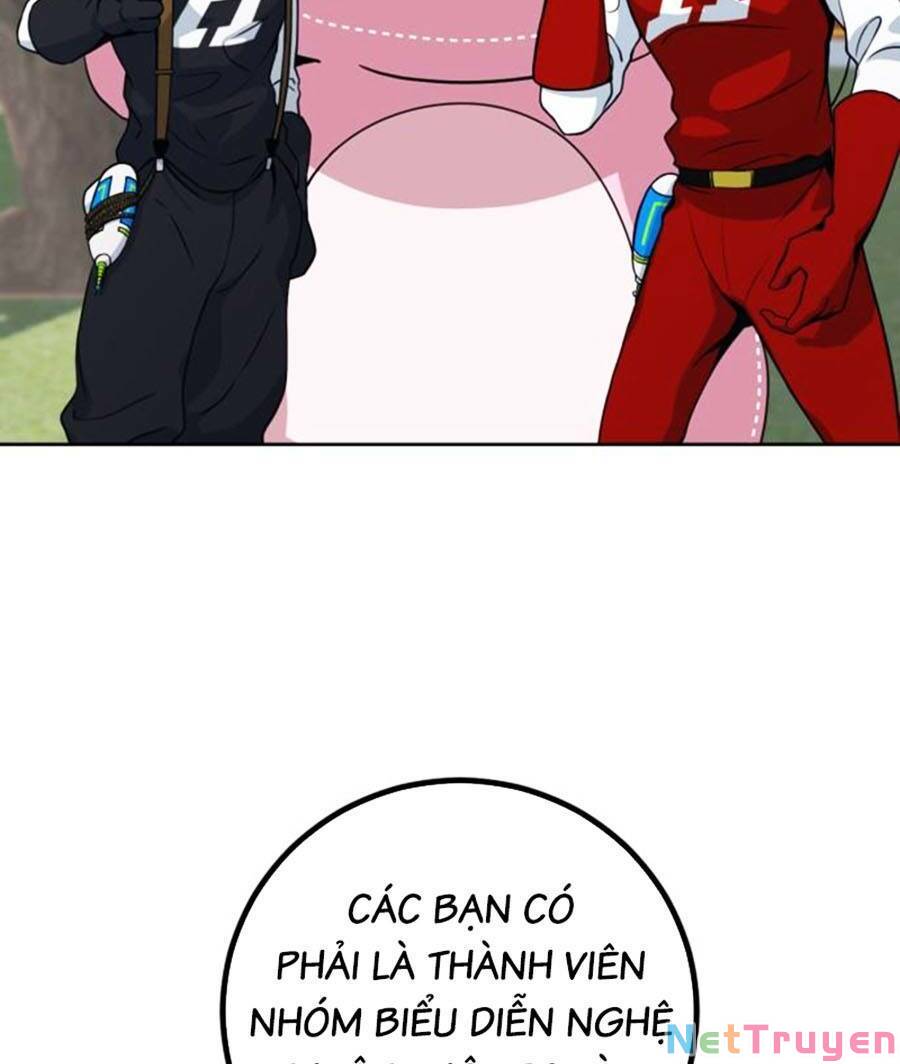 CÁC BẠN CÓ
PHẢI LÀ THÀNH VIÊN
NHÓM BIỂU DIỄN NGHỆ
NetTruyen